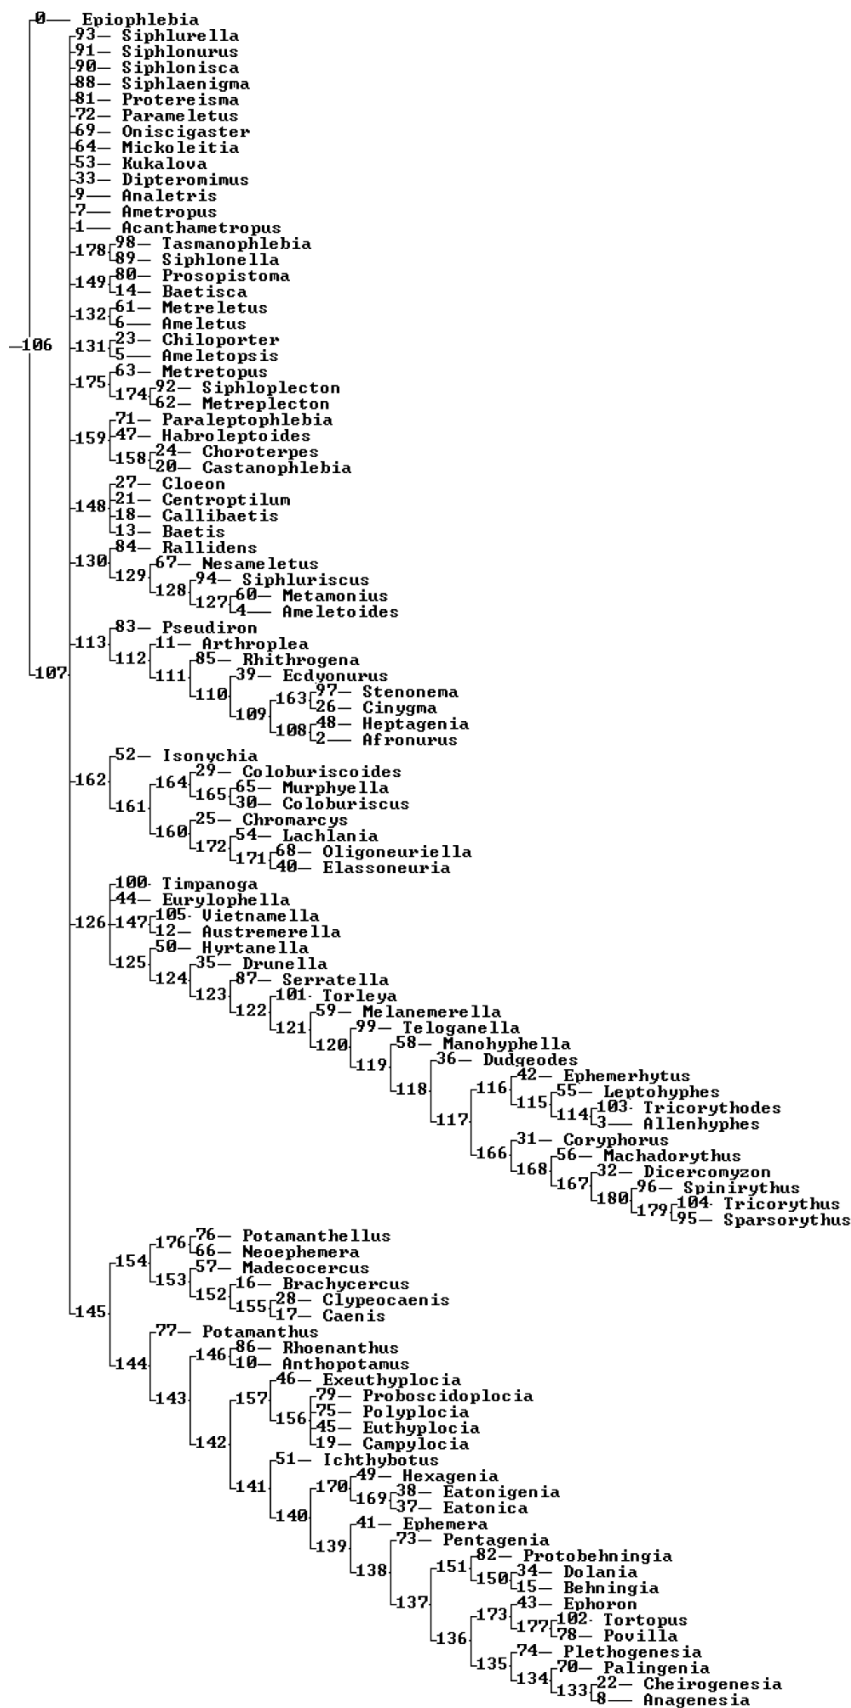 0 Epiophlebia
93 Siphlurella
91 Siphlonurus
90 Siphlonisca
88 Siphlaenigma
81 Protereisma
72 Parameletus
69 Oniscigaster
64 Mickoleitia
53 Kukalova
33 Dipteromimus
9 Analetris
7 Ametropus
1 Acanthametropus
98 Tasmanophlebia
178
89 Siphlonella
80 Prosopistoma
149
14 Baetisca
61 Metreletus
132
6 Ameletus
23 Chiloporter
106 131
5 Ameletopsis
63 Metretopus
175
92 Siphloplecton
174
62 Metreplecton
71 Paraleptophlebia
159 47 Habroleptoides
24 Choroterpes
158
20 Castanophlebia
27 Cloeon
21 Centroptilum
148
18 Callibaetis
13 Baetis
84 Rallidens
130
67 Nesameletus
129
94 Siphluriscus
128
60 Metamonius
127
4 Ameletoides
83 Pseudiron
113
11 Arthroplea
112
85 Rhithrogena
107 111
39 Ecdyonurus
110 163 97 Stenonema
26 Cinygma
109
48 Heptagenia
108
2 Afronurus
52 Isonychia
162
29 Coloburiscoides
164
65 Murphyella
165
161 30 Coloburiscus
25 Chromarcys
160
54 Lachlania
172
68 Oligoneuriella
171
40 Elassoneuria
100 Timpanoga
44 Eurylophella
105 Vietnamella
126 147
12 Austremerella
50 Hyrtanella
125
35 Drunella
124
87 Serratella
123
101 Torleya
122
59 Melanemerella
121
99 Teloganella
120
58 Manohyphella
119
36 Dudgeodes
42 Ephemerhytus
118 116
55 Leptohyphes
115
103 Tricorythodes
114
117 3 Allenhyphes
31 Coryphorus
166
56 Machadorythus
168
32 Dicercomyzon
167
96 Spinirythus
180
104 Tricorythus
179
95 Sparsorythus
76 Potamanthellus
176
66 Neoephemera
154
57 Madecocercus
153
16 Brachycercus
152
28 Clypeocaenis
155
145 17 Caenis
77 Potamanthus
86 Rhoenanthus
146
144 10 Anthopotamus
46 Exeuthyplocia
143 157 79 Proboscidoplocia
75 Polyplocia
156
45 Euthyplocia
142 19 Campylocia
51 Ichthybotus
49 Hexagenia
141 170
38 Eatonigenia
169
37 Eatonica
140
41 Ephemera
73 Pentagenia
139
82 Protobehningia
138 151
34 Dolania
150
15 Behningia
43 Ephoron
137 173
102 Tortopus
177
78 Povilla
136
74 Plethogenesia
135
70 Palingenia
134
22 Cheirogenesia
133
8 Anagenesia